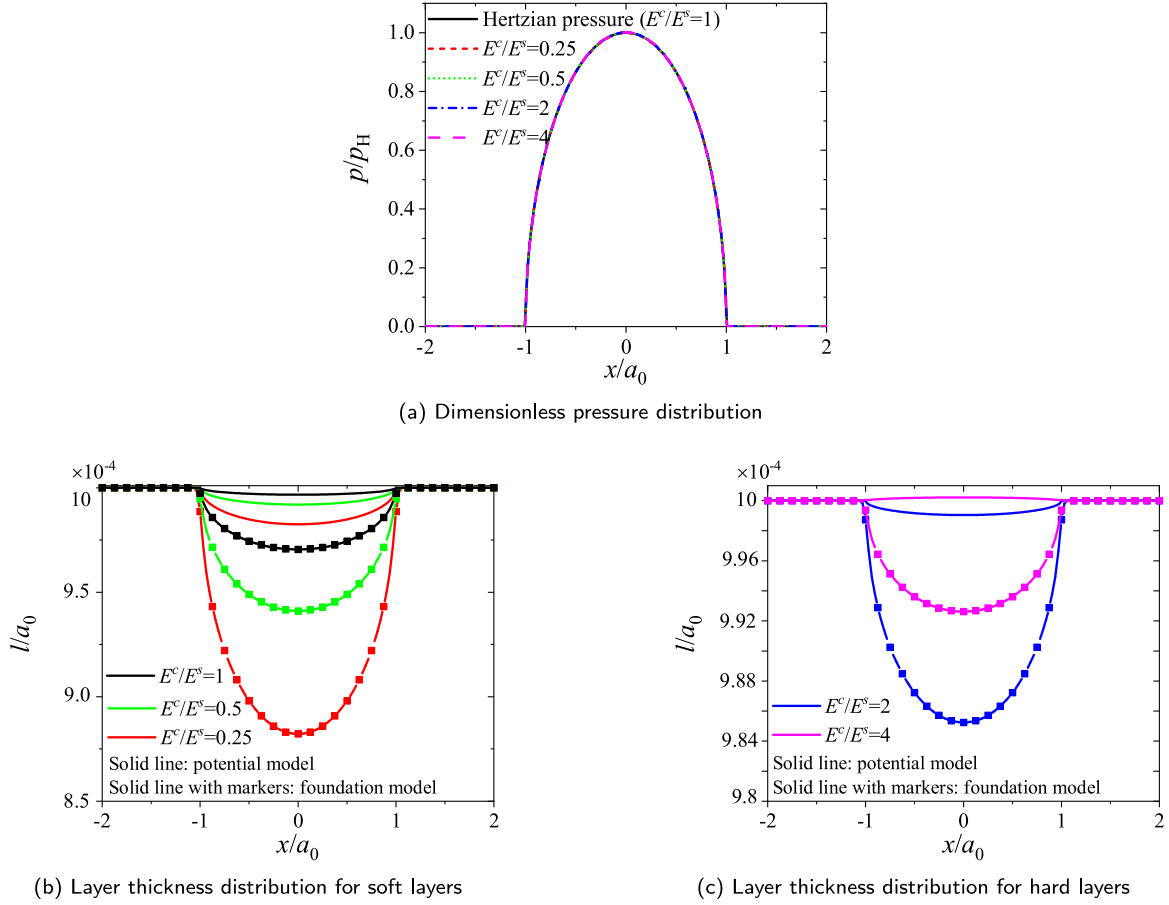 Hertzian pressure (E^c/E^s=1)
E^c/E^s=0.25
E^c/E^s=0.5
E^c/E^s=2
E^c/E^s=4
1.0
0.8
0.6
0.4
0.2
0.0
p/p_H
-2 -1 0 1 2
x/a_0
(a) Dimensionless pressure distribution
×10^-4
10
9.5
9.0
8.5
l/a_0
E^c/E^s=1
E^c/E^s=0.5
E^c/E^s=0.25
Solid line: potential model
Solid line with markers: foundation model
-2 -1 0 1 2
x/a_0
(b) Layer thickness distribution for soft layers
×10^-4
10
9.96
9.92
9.88
9.84
9.8
l/a_0
E^c/E^s=2
E^c/E^s=4
Solid line: potential model
Solid line with markers: foundation model
-2 -1 0 1 2
x/a_0
(c) Layer thickness distribution for hard layers